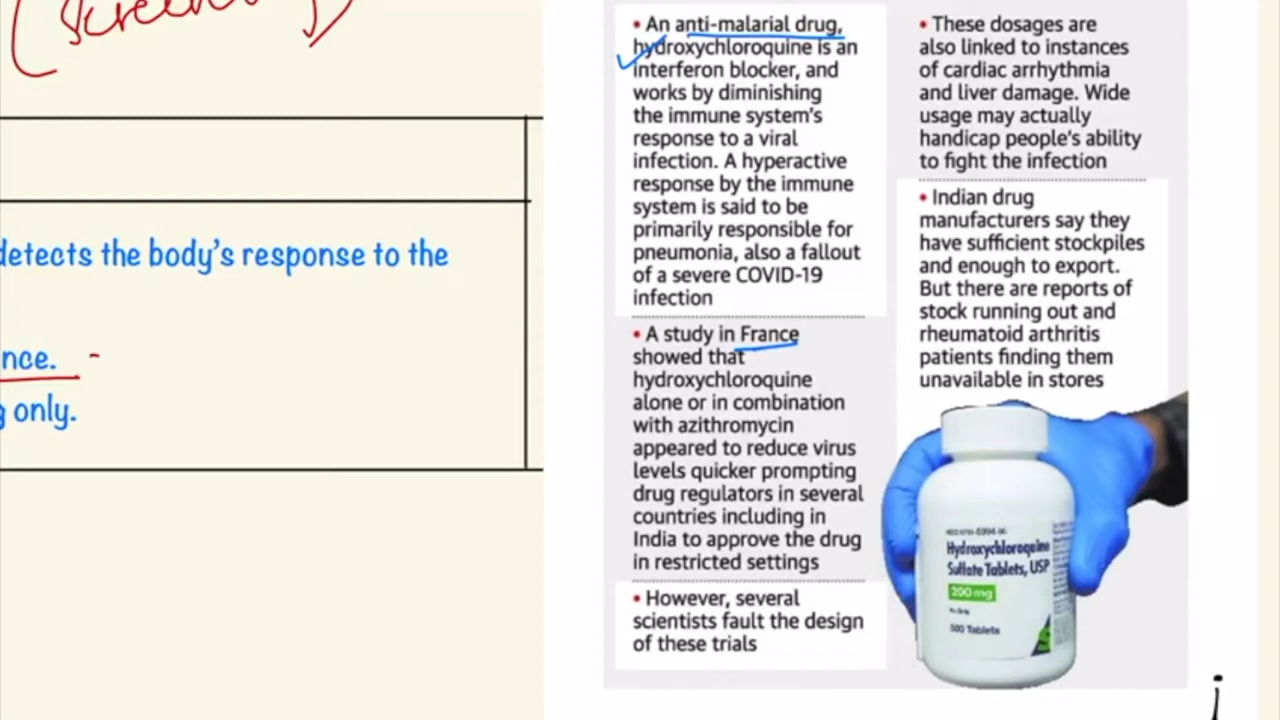 (Screening)
detects the body's response to the
nce. -
g only.
• An anti-malarial drug,
hydroxychloroquine is an
interferon blocker, and
works by diminishing
the immune system's
response to a viral
infection. A hyperactive
response by the immune
system is said to be
primarily responsible for
pneumonia, also a fallout
of a severe COVID-19
infection
• A study in France
showed that
hydroxychloroquine
alone or in combination
with azithromycin
appeared to reduce virus
levels quicker prompting
drug regulators in several
countries including in
India to approve the drug
in restricted settings
• However, several
scientists fault the design
of these trials
• These dosages are
also linked to instances
of cardiac arrhythmia
and liver damage. Wide
usage may actually
handicap people's ability
to fight the infection
• Indian drug
manufacturers say they
have sufficient stockpiles
and enough to export.
But there are reports of
stock running out and
rheumatoid arthritis
patients finding them
unavailable in stores
Hydroxychloroquine
Sulfate Tablets, USP
200 mg
Rx Only
500 Tablets